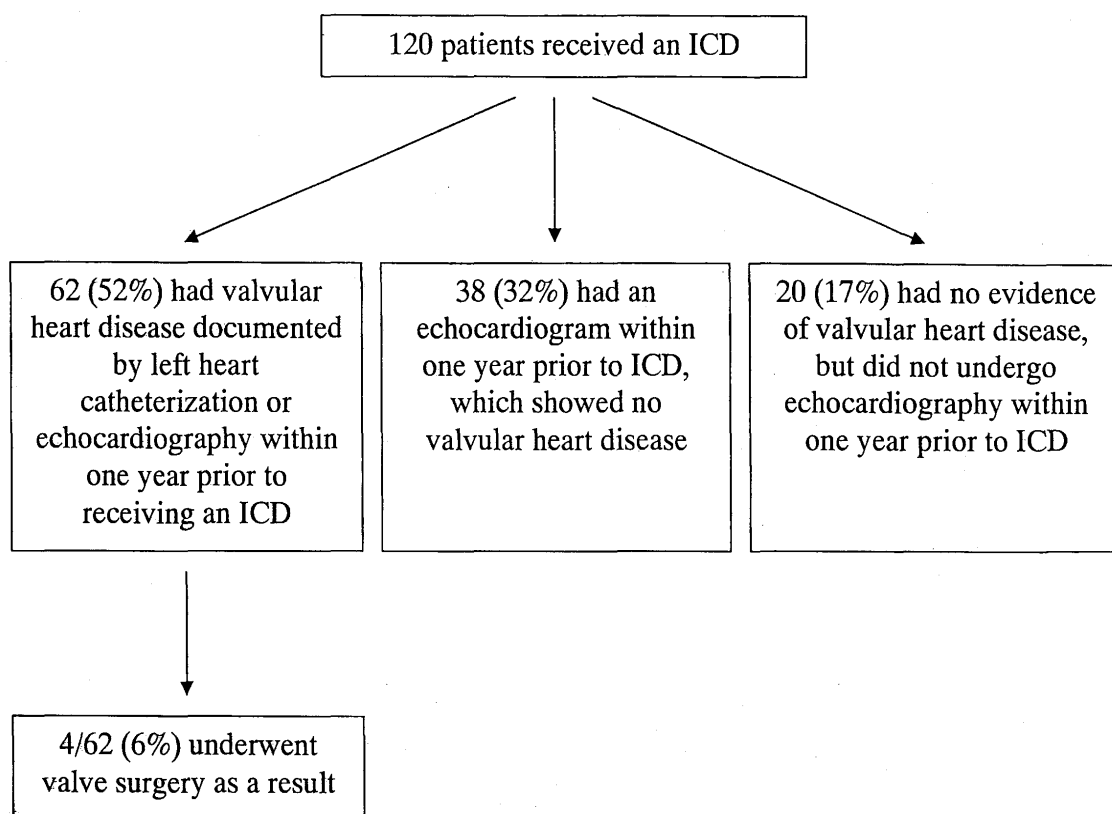 120 patients received an ICD
62 (52%) had valvular
heart disease documented
by left heart
catheterization or
echocardiography within
one year prior to
receiving an ICD
38 (32%) had an
echocardiogram within
one year prior to ICD,
which showed no
valvular heart disease
20 (17%) had no evidence
of valvular heart disease,
but did not undergo
echocardiography within
one year prior to ICD
4/62 (6%) underwent
valve surgery as a result